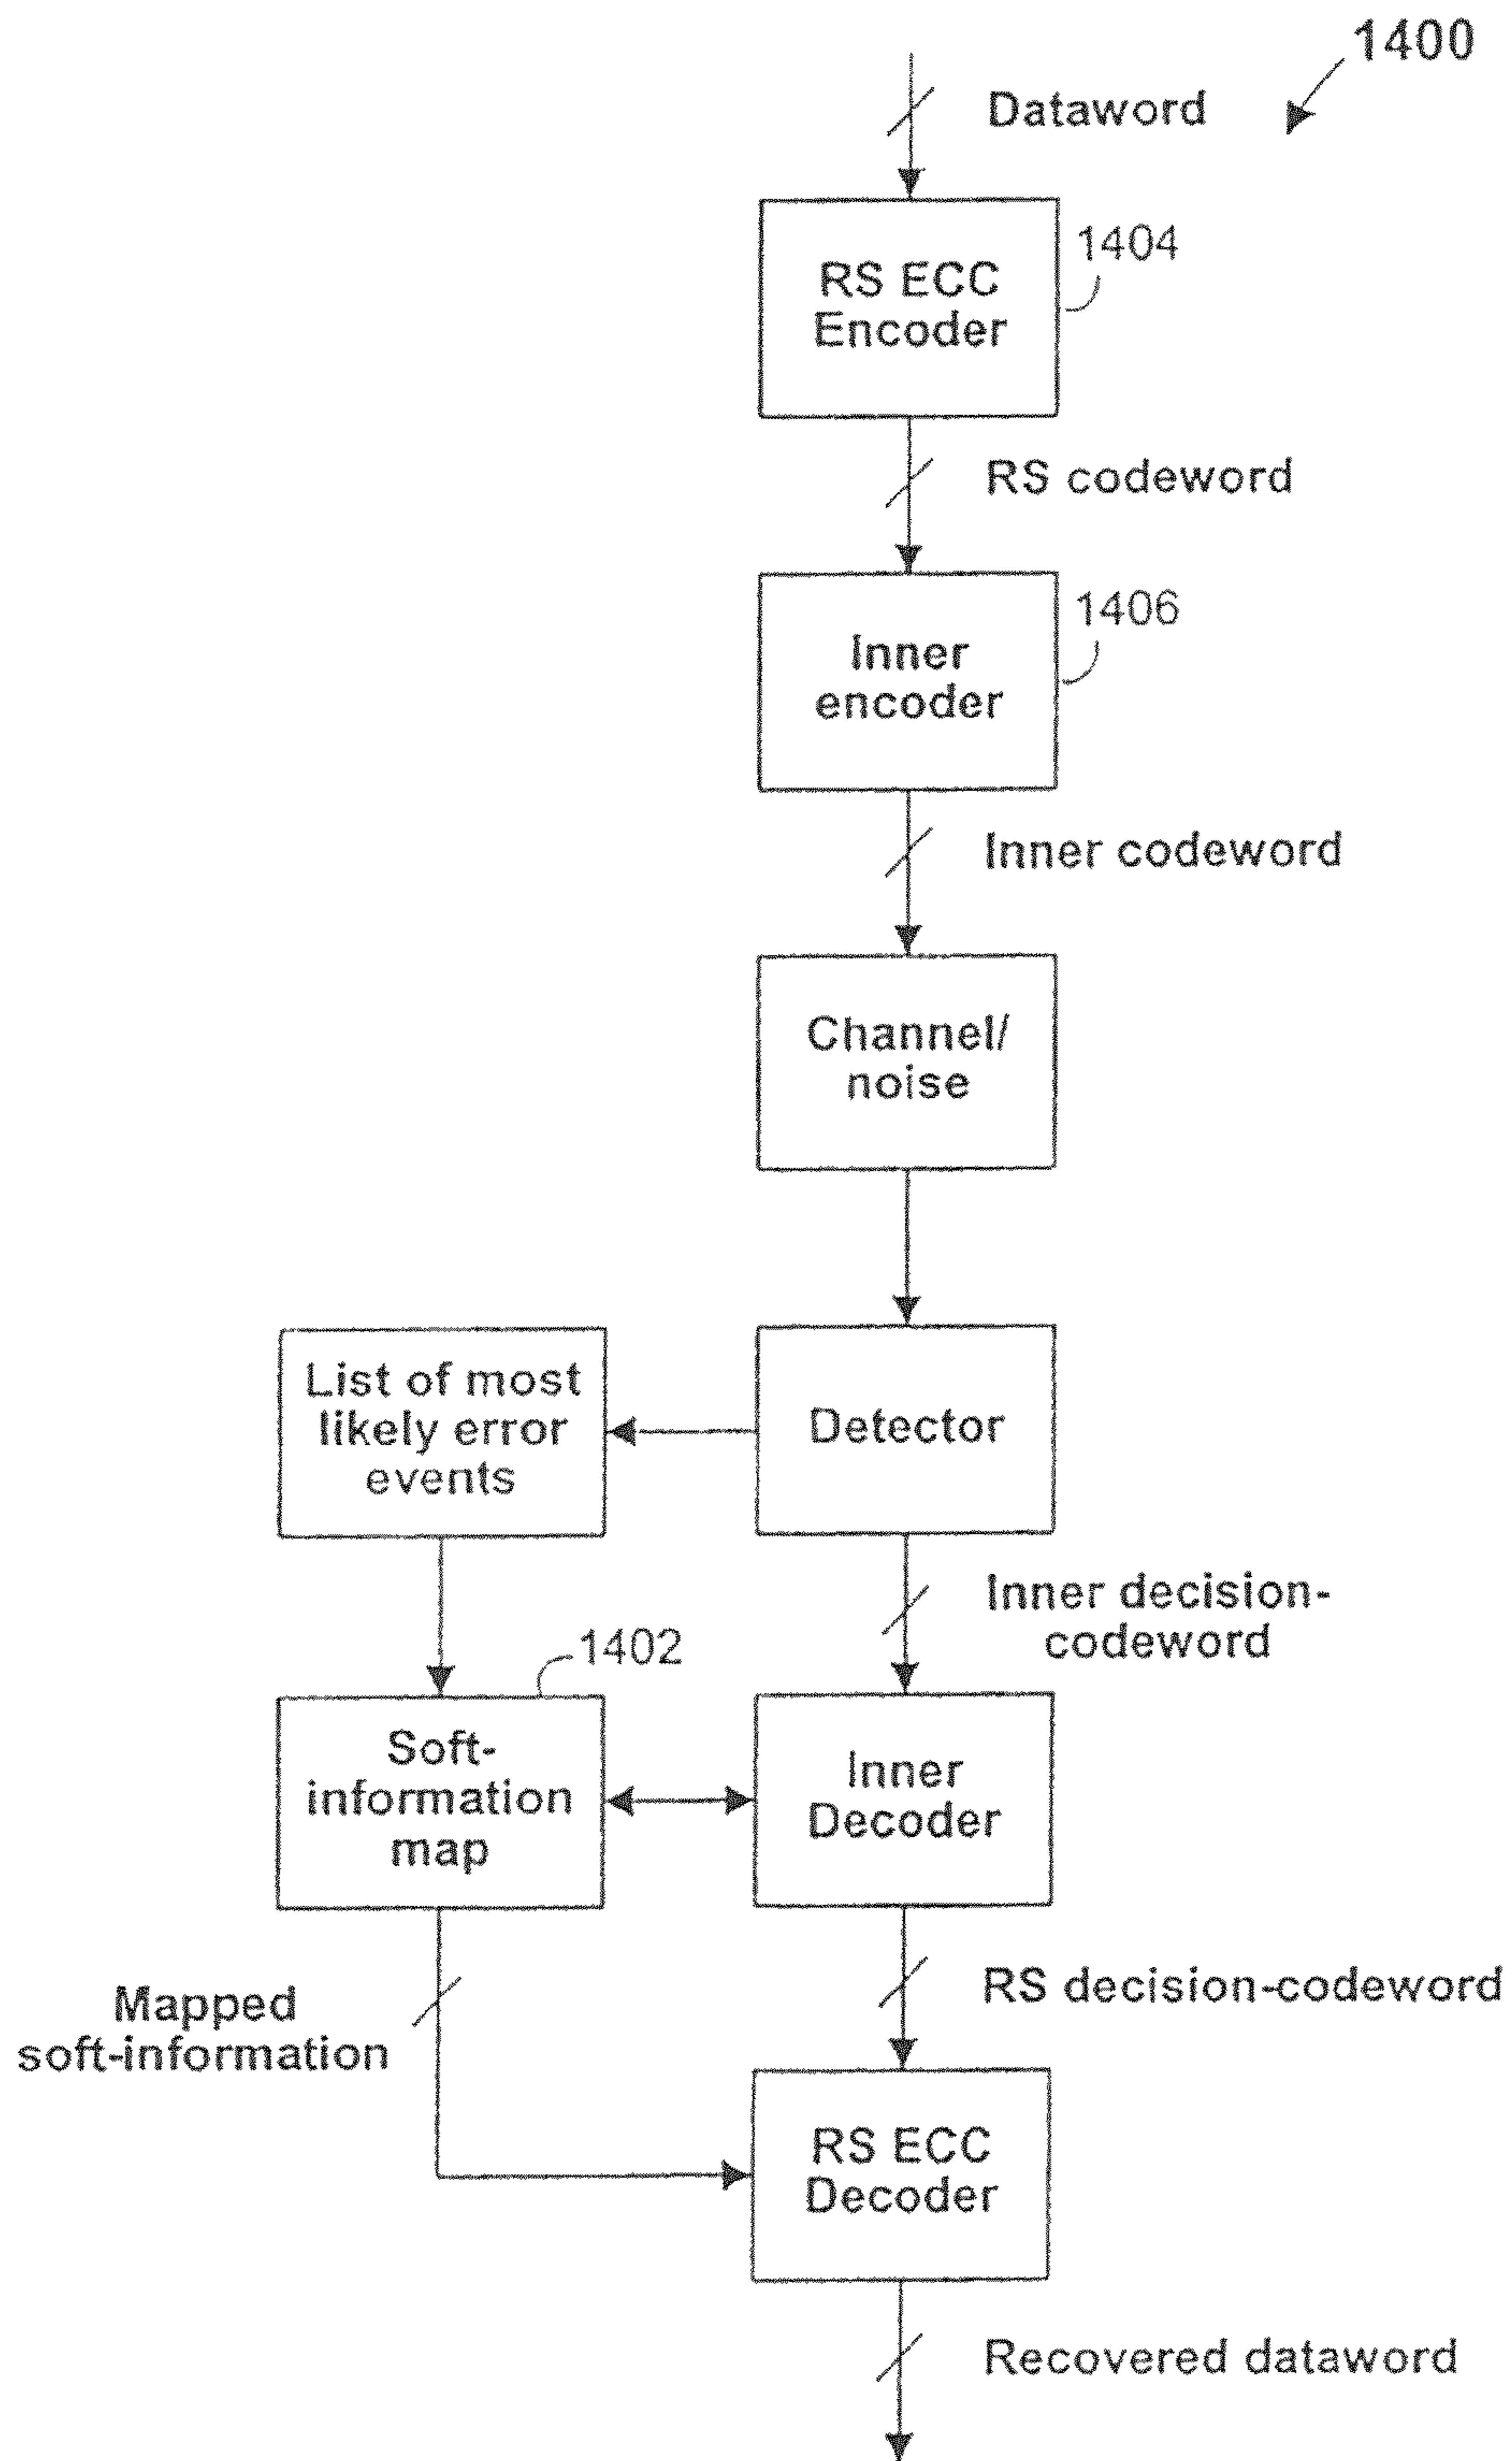 1400
Dataword
1404
RS ECC
Encoder
RS codeword
1406
Inner
encoder
Inner codeword
Channel/
noise
List of most
likely error
events
Detector
Inner decision-
codeword
1402
Soft-
information
map
Inner
Decoder
Mapped
soft-information
RS decision-codeword
RS ECC
Decoder
Recovered dataword